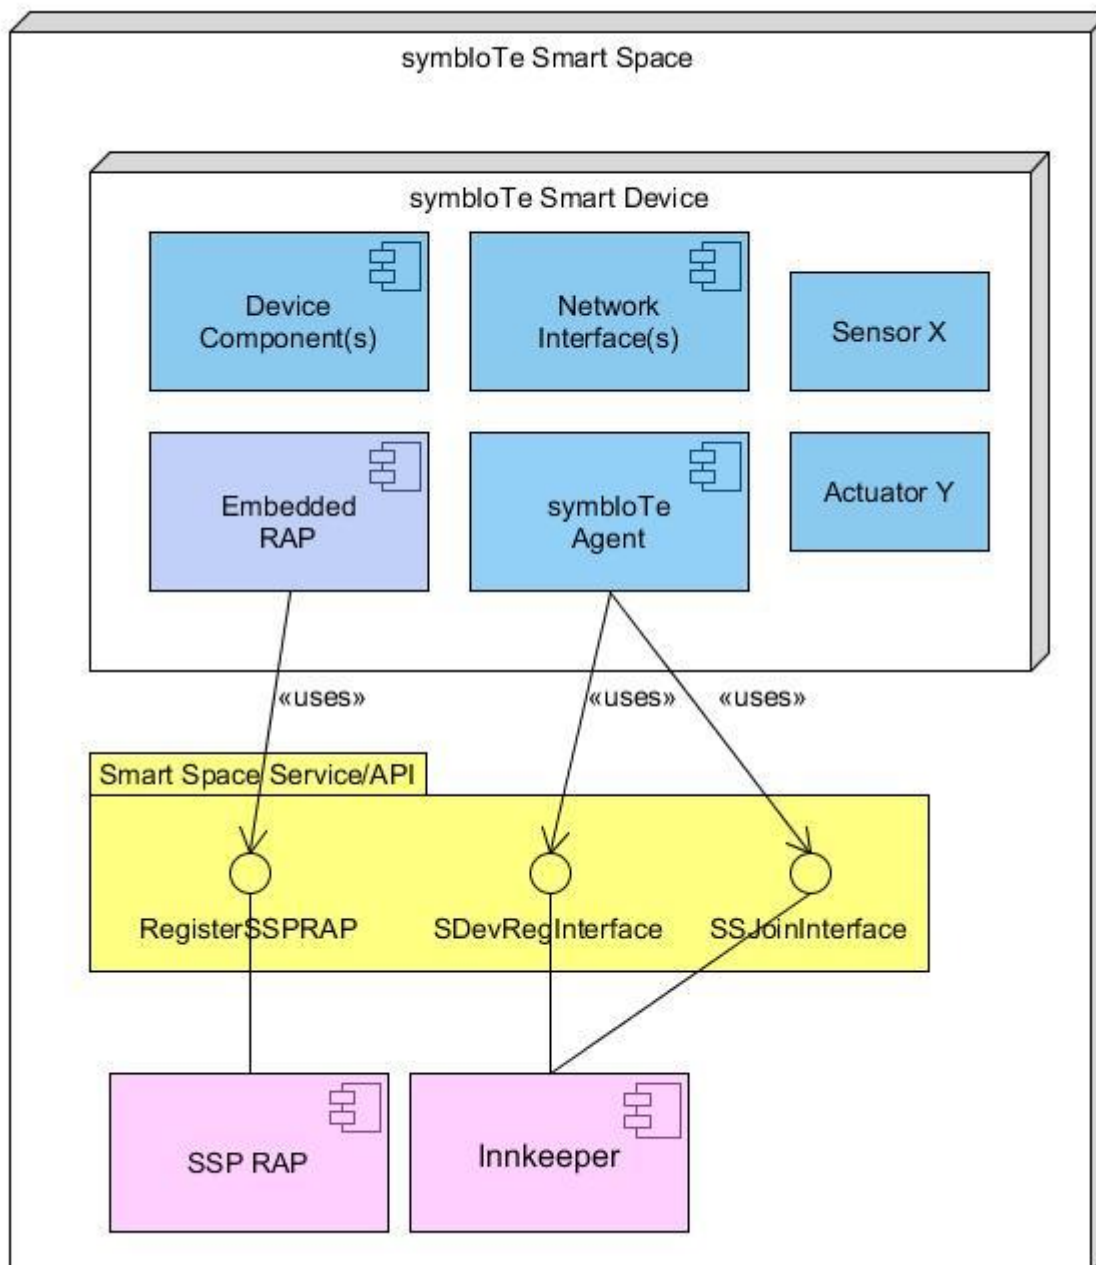 symbIoTe Smart Space
symbIoTe Smart Device
Device
Component(s)
Network
Interface(s)
Sensor X
Embedded
RAP
symbIoTe
Agent
Actuator Y
«uses»
«uses»
«uses»
Smart Space Service/API
RegisterSSPRAP
SDevRegInterface
SSJoinInterface
SSP RAP
Innkeeper